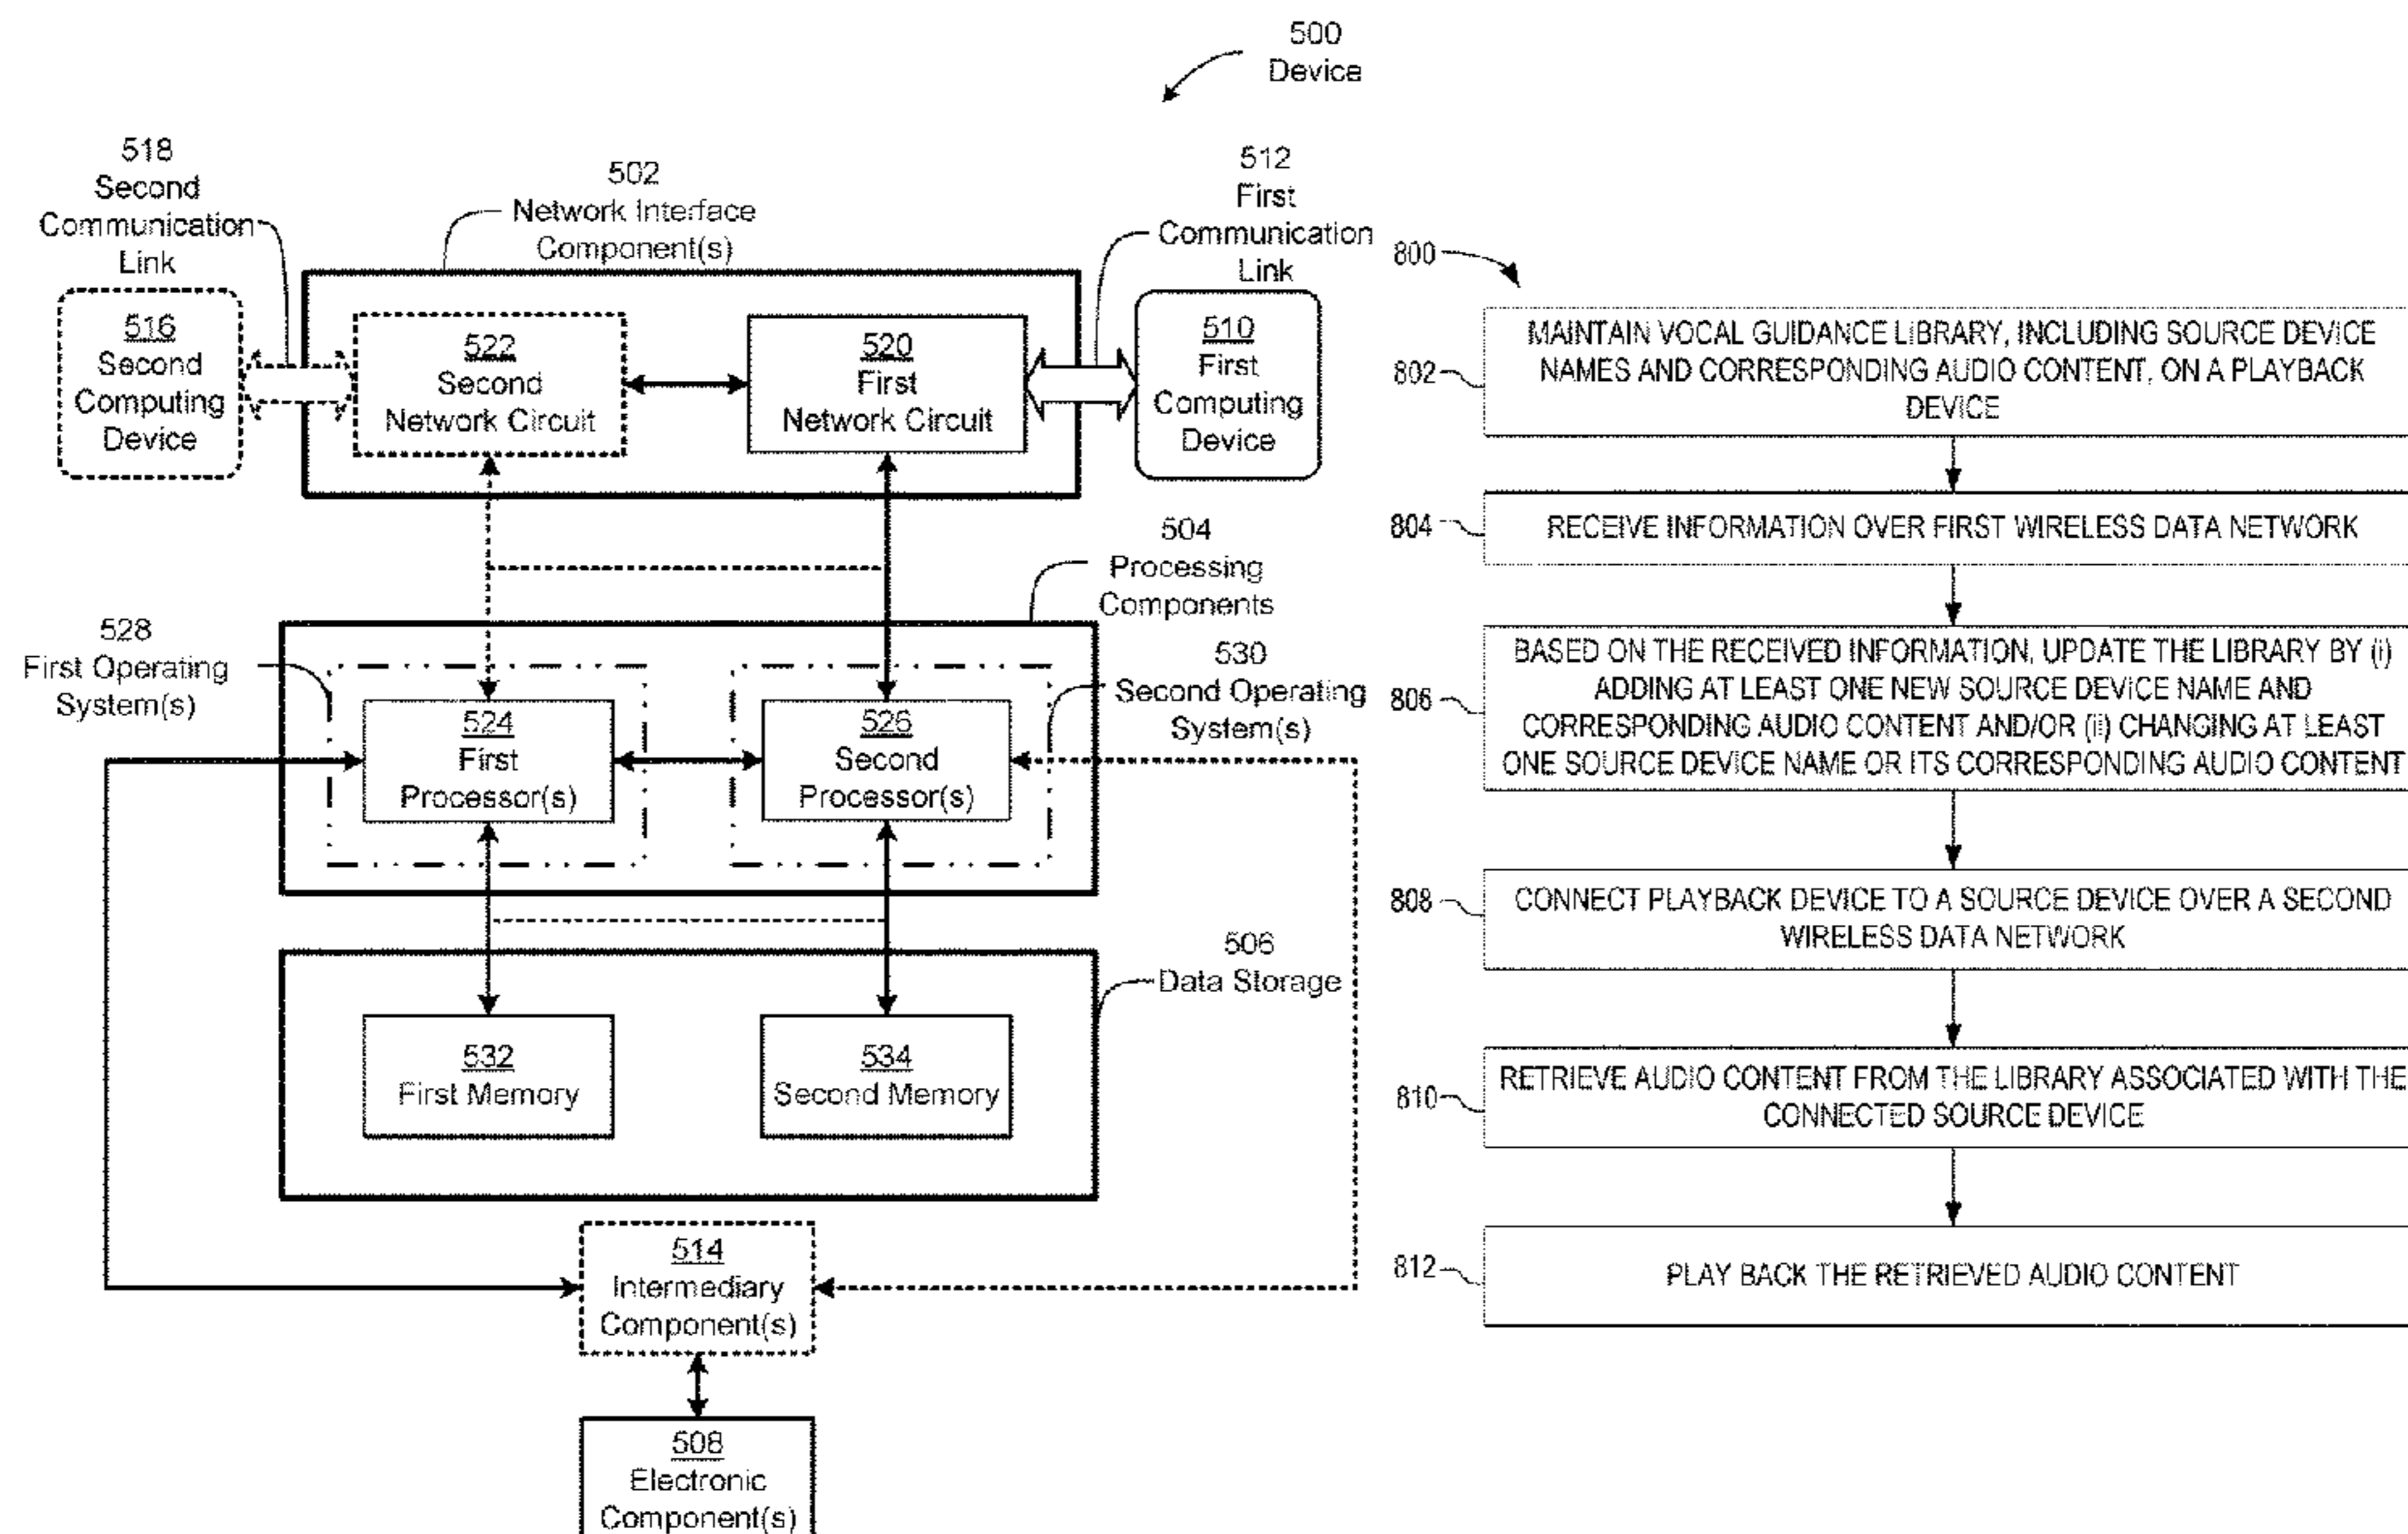 500
Device
518
Second
Communication
Link
502
Network Interface
Component(s)
512
First
Communication
Link
516
Second
Computing
Device
522
Second
Network Circuit
520
First
Network Circuit
510
First
Computing
Device
504
Processing
Components
528
First Operating
System(s)
530
Second Operating
System(s)
524
First
Processor(s)
526
Second
Processor(s)
506
Data Storage
532
First Memory
534
Second Memory
514
Intermediary
Component(s)
508
Electronic
Component(s)
800
802
MAINTAIN VOCAL GUIDANCE LIBRARY, INCLUDING SOURCE DEVICE
NAMES AND CORRESPONDING AUDIO CONTENT, ON A PLAYBACK
DEVICE
804
RECEIVE INFORMATION OVER FIRST WIRELESS DATA NETWORK
806
BASED ON THE RECEIVED INFORMATION, UPDATE THE LIBRARY BY (i)
ADDING AT LEAST ONE NEW SOURCE DEVICE NAME AND
CORRESPONDING AUDIO CONTENT AND/OR (ii) CHANGING AT LEAST
ONE SOURCE DEVICE NAME OR ITS CORRESPONDING AUDIO CONTENT
808
CONNECT PLAYBACK DEVICE TO A SOURCE DEVICE OVER A SECOND
WIRELESS DATA NETWORK
810
RETRIEVE AUDIO CONTENT FROM THE LIBRARY ASSOCIATED WITH THE
CONNECTED SOURCE DEVICE
812
PLAY BACK THE RETRIEVED AUDIO CONTENT